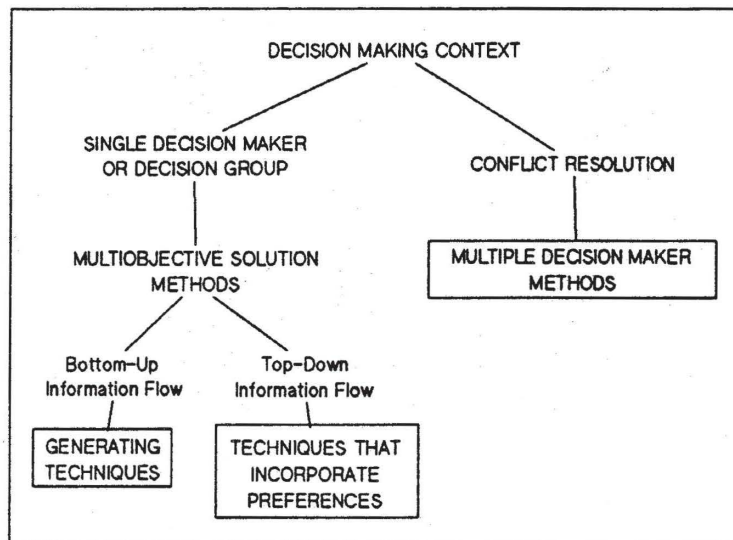 DECISION MAKING CONTEXT
SINGLE DECISION MAKER
OR DECISION GROUP
CONFLICT RESOLUTION
MULTIOBJECTIVE SOLUTION
METHODS
MULTIPLE DECISION MAKER
METHODS
Bottom-Up
Information Flow
Top-Down
Information Flow
GENERATING
TECHNIQUES
TECHNIQUES THAT
INCORPORATE
PREFERENCES